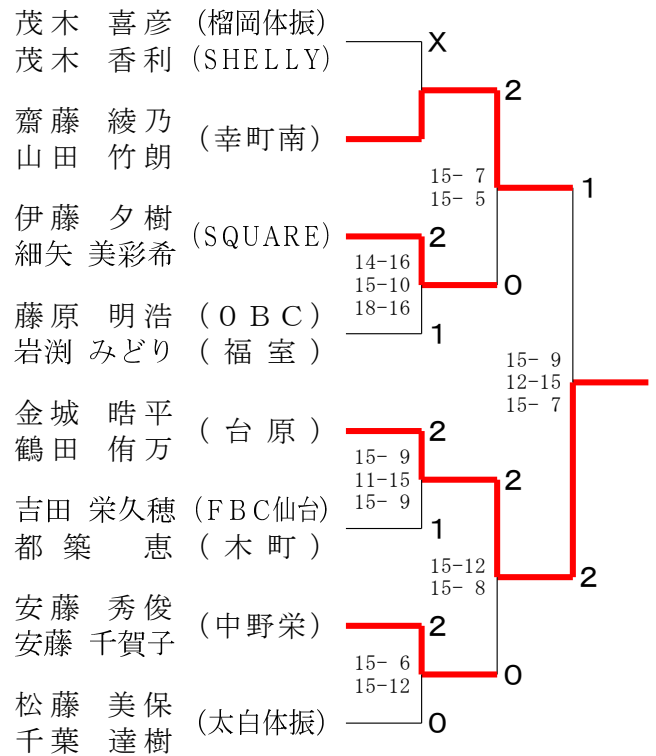 茂木 喜彦 (榴岡体振)
茂木 香利 (SHELLY)
X
2
齋藤 綾乃
山田 竹朗
(幸町南)
15- 7
15- 5
1
伊藤 夕樹
細矢 美彩希
(SQUARE)
2
14-16
15-10
18-16
0
藤原 明浩 (OBC)
岩渕 みどり (福室)
1
15- 9
12-15
15- 7
金城 晧平
鶴田 侑万
(台原)
2
15- 9
11-15
15- 9
2
吉田 栄久穂 (FBC仙台)
都築 恵 (木町)
1
15-12
15- 8
2
安藤 秀俊
安藤 千賀子
(中野栄)
2
15- 6
15-12
0
松藤 美保
千葉 達樹
(太白体振)
0